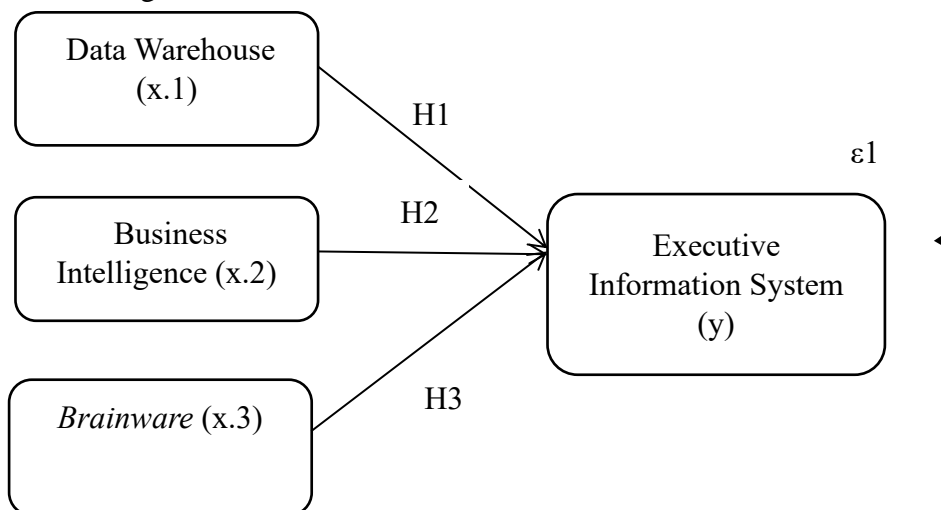 Data Warehouse
(x.1)
H1
ε1
H2
Business
Intelligence (x.2)
Executive
Information System
(y)
H3
Brainware (x.3)